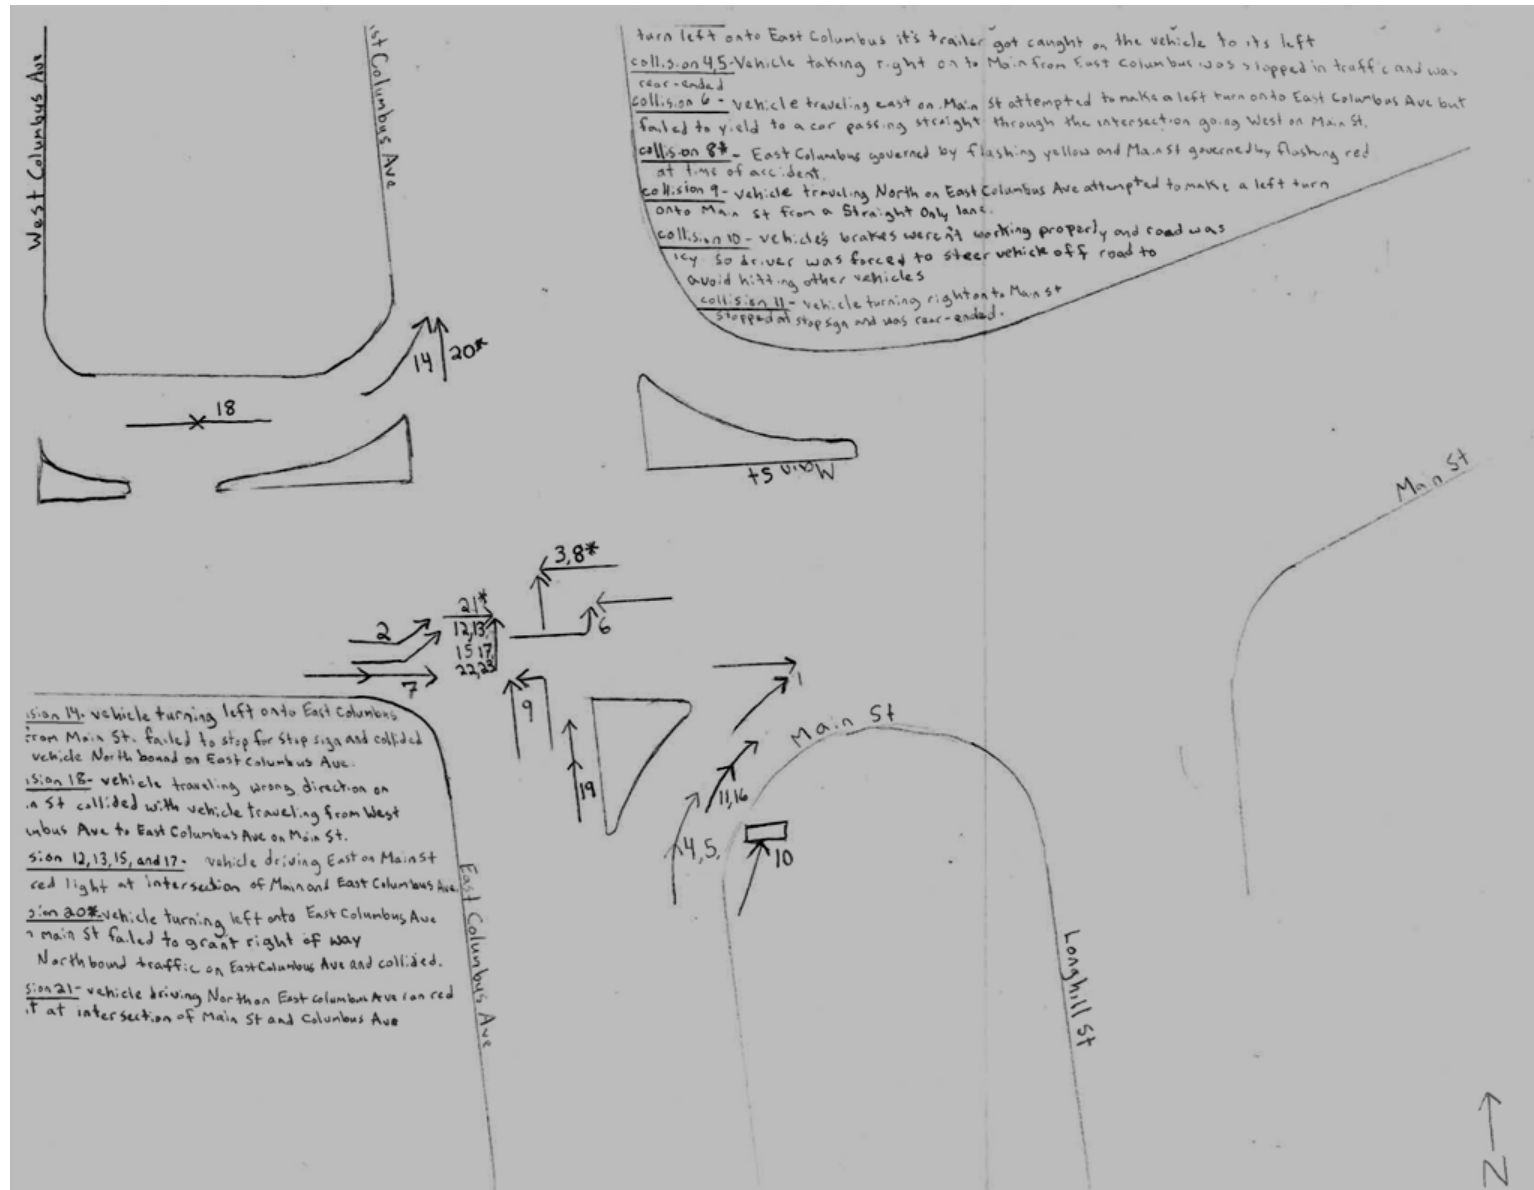 West Columbus Ave
st Columbus Ave
turn left onto East Columbus it's trailer got caught on the vehicle to its left
collision 4,5-Vehicle taking right on to Main from East Columbus was stopped in traffic and was
rear-ended
collision 6 - vehicle traveling east on Main St attempted to make a left turn onto East Columbus Ave but
failed to yield to a car passing straight through the intersection going West on Main St.
collision 8* - East Columbus governed by flashing yellow and Main St governed by flashing red
at time of accident.
collision 9 - vehicle traveling North on East Columbus Ave attempted to make a left turn
onto Main St from a Straight Only lane.
collision 10 - vehicle's brakes weren't working properly and road was
icy so driver was forced to steer vehicle off road to
avoid hitting other vehicles
collision 11 - vehicle turning right onto Main St
stopped at stop sign and was rear-ended.
14
20*
18
Main St
Main St
3,8*
21*
12,13,
15 17,
22,23
2
6
7
9
1
19
11,16
4,5,
10
Main St
ision 14- vehicle turning left onto East Columbus
from Main St. failed to stop for stop sign and collided
vehicle Northbound on East Columbus Ave.
ision 18- vehicle traveling wrong direction on
in St collided with vehicle traveling from West
umbus Ave to East Columbus Ave on Main St.
sion 12,13,15, and 17- vehicle driving East on Main St
red light at intersection of Main and East Columbus Ave.
sion 20* vehicle turning left onto East Columbus Ave
n Main St failed to grant right of way
Northbound traffic on East Columbus Ave and collided.
sion 21- vehicle driving North on East Columbus Ave ran red
t at intersection of Main St and Columbus Ave
East Columbus Ave
Longhill St
N